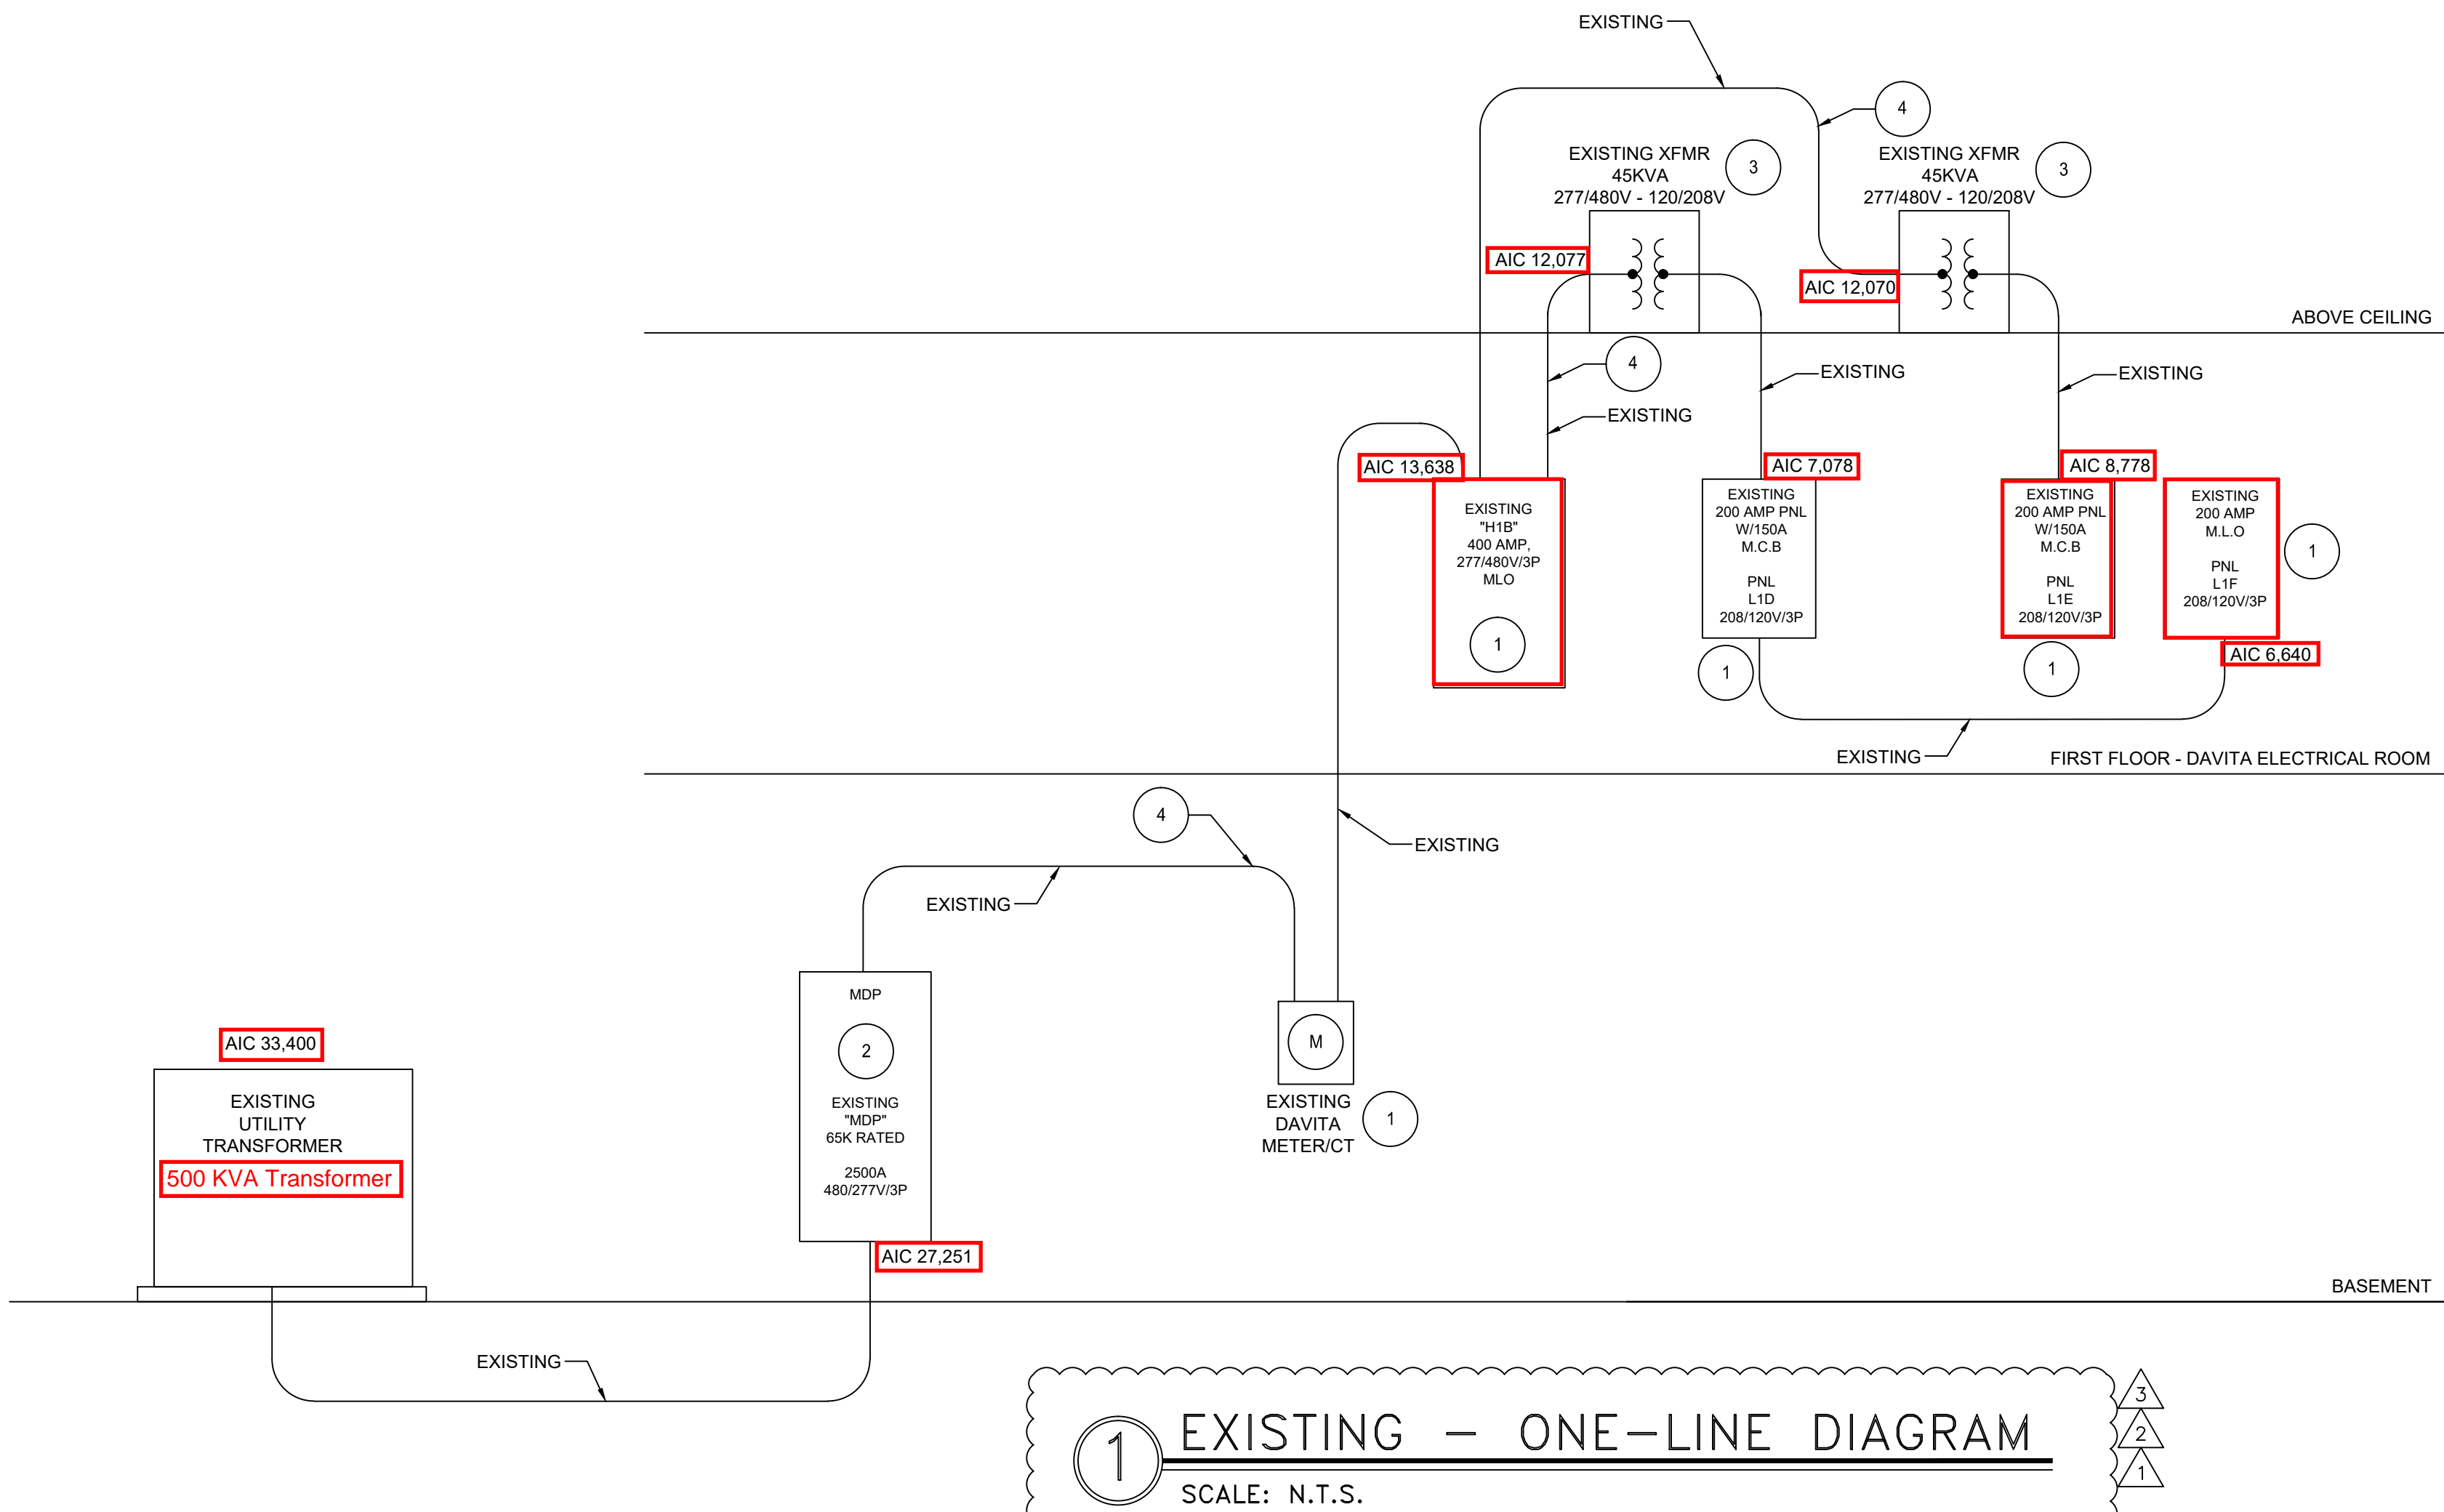 EXISTING
4
EXISTING XFMR
45KVA
277/480V - 120/208V
3
EXISTING XFMR
45KVA
277/480V - 120/208V
3
AIC 12,077
AIC 12,070
ABOVE CEILING
4
EXISTING
EXISTING
EXISTING
AIC 13,638
AIC 7,078
AIC 8,778
EXISTING
"H1B"
400 AMP,
277/480V/3P
MLO
1
EXISTING
200 AMP PNL
W/150A
M.C.B
PNL
L1D
208/120V/3P
1
EXISTING
200 AMP PNL
W/150A
M.C.B
PNL
L1E
208/120V/3P
1
EXISTING
200 AMP
M.L.O
PNL
L1F
208/120V/3P
1
AIC 6,640
EXISTING
FIRST FLOOR - DAVITA ELECTRICAL ROOM
4
EXISTING
EXISTING
MDP
2
EXISTING
"MDP"
65K RATED
2500A
480/277V/3P
AIC 27,251
M
EXISTING
DAVITA
METER/CT
1
AIC 33,400
EXISTING
UTILITY
TRANSFORMER
500 KVA Transformer
BASEMENT
EXISTING
1
EXISTING - ONE-LINE DIAGRAM
SCALE: N.T.S.
3
2
1